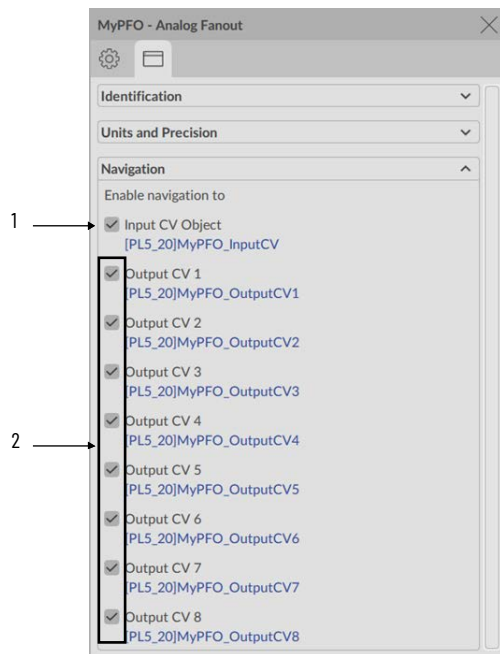 MyPFO - Analog Fanout
Identification
Units and Precision
Navigation
Enable navigation to
1
Input CV Object
[PL5_20]MyPFO_InputCV
Output CV 1
[PL5_20]MyPFO_OutputCV1
Output CV 2
[PL5_20]MyPFO_OutputCV2
Output CV 3
[PL5_20]MyPFO_OutputCV3
2
Output CV 4
[PL5_20]MyPFO_OutputCV4
Output CV 5
[PL5_20]MyPFO_OutputCV5
Output CV 6
[PL5_20]MyPFO_OutputCV6
Output CV 7
[PL5_20]MyPFO_OutputCV7
Output CV 8
[PL5_20]MyPFO_OutputCV8